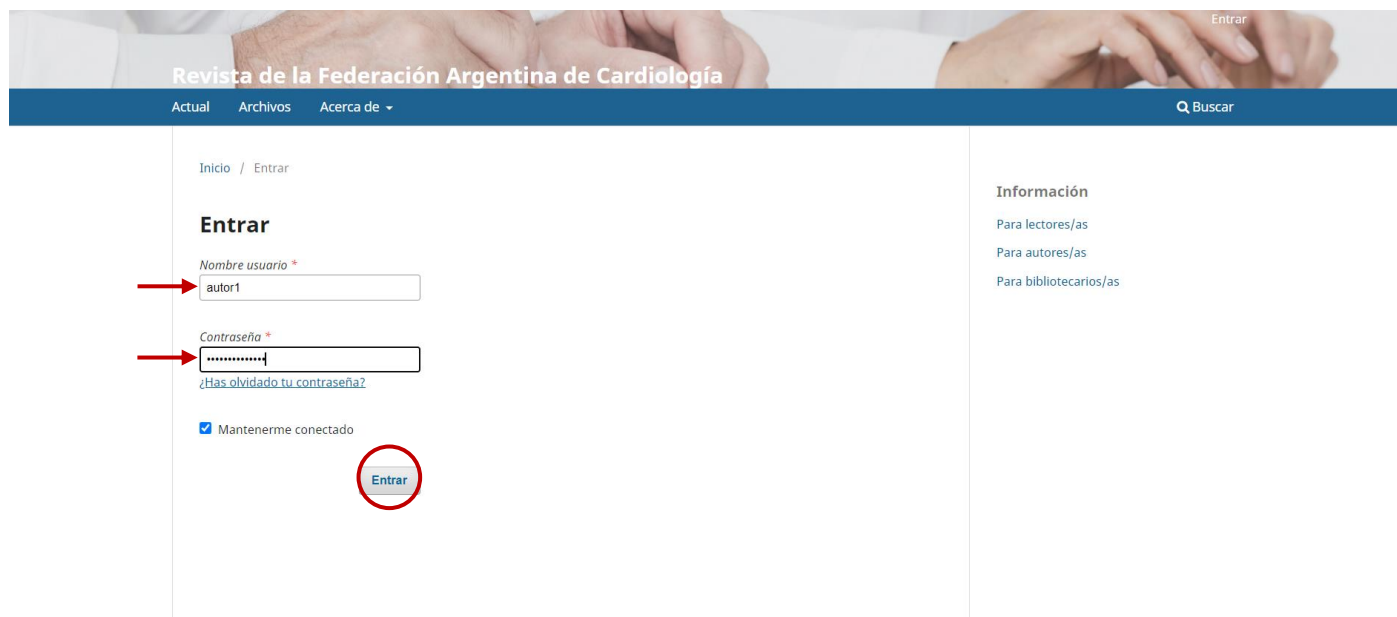 Entrar
Revista de la Federación Argentina de Cardiología
Actual Archivos Acerca de
Buscar
Inicio / Entrar
Entrar
Nombre usuario *
autor1
Contraseña *
••••••••••••••
¿Has olvidado tu contraseña?
Mantenerme conectado
Entrar
Información
Para lectores/as
Para autores/as
Para bibliotecarios/as